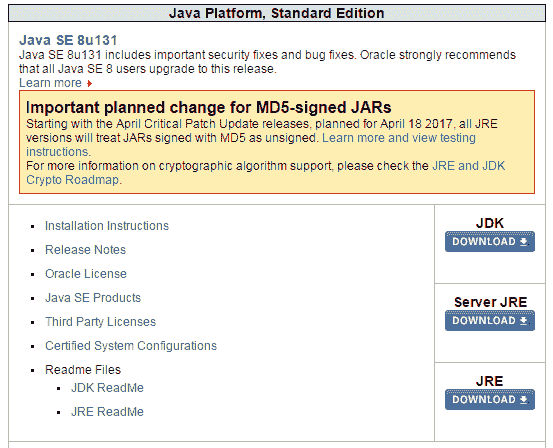 Java Platform, Standard Edition
Java SE 8u131
Java SE 8u131 includes important security fixes and bug fixes. Oracle strongly recommends
that all Java SE 8 users upgrade to this release.
Learn more
Important planned change for MD5-signed JARs
Starting with the April Critical Patch Update releases, planned for April 18 2017, all JRE
versions will treat JARs signed with MD5 as unsigned. Learn more and view testing
instructions.
For more information on cryptographic algorithm support, please check the JRE and JDK
Crypto Roadmap.
Installation Instructions
Release Notes
Oracle License
Java SE Products
Third Party Licenses
Certified System Configurations
Readme Files
JDK ReadMe
JRE ReadMe
JDK
DOWNLOAD
Server JRE
DOWNLOAD
JRE
DOWNLOAD